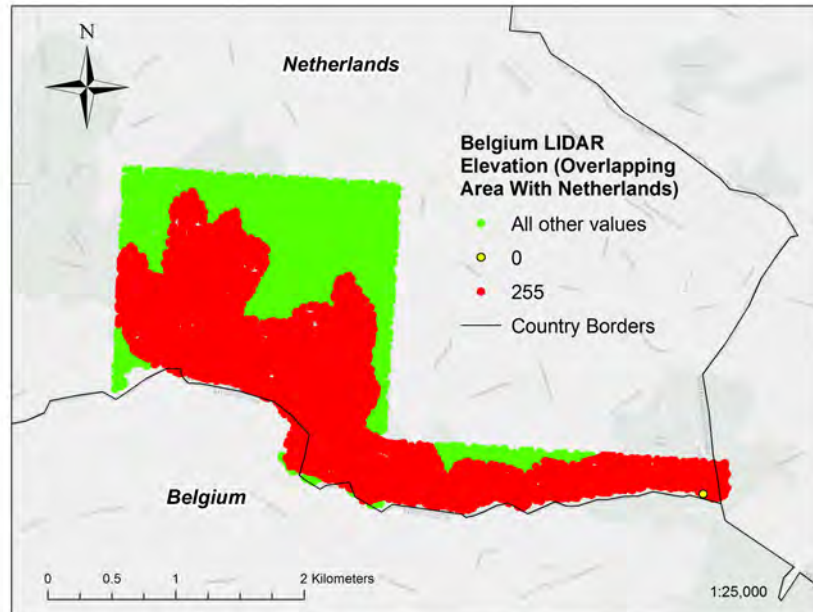 N
Netherlands
Belgium LIDAR
Elevation (Overlapping
Area With Netherlands)
All other values
0
255
Country Borders
Belgium
0 0.5 1 2 Kilometers
1:25,000